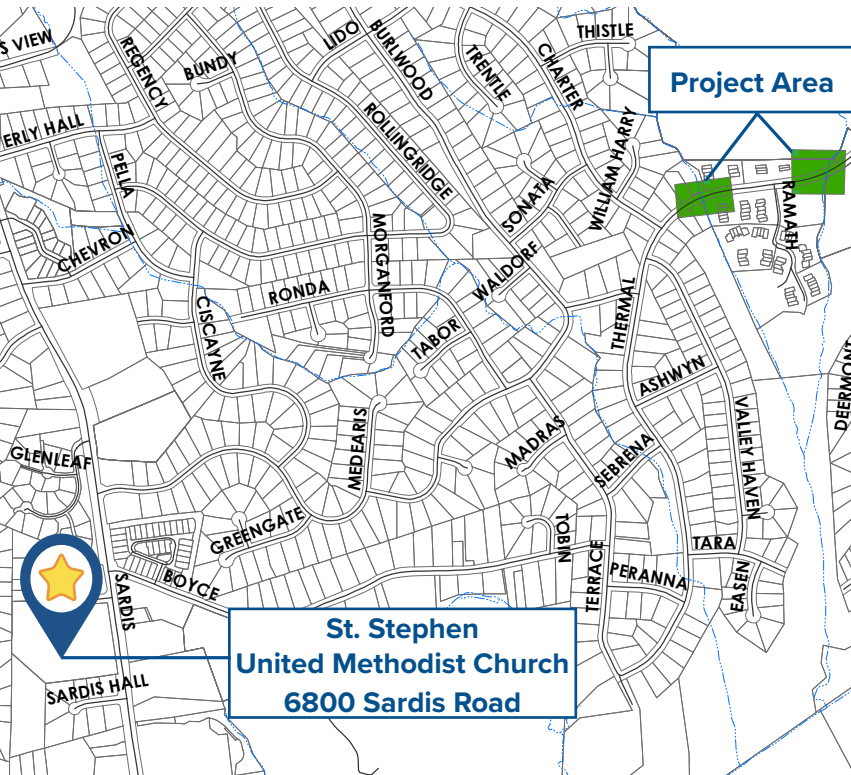 S VIEW
REGENCY
BUNDY
LIDO
BURLWOOD
TRENTLE
CHARTER
THISTLE
Project Area
ERLY HALL
PELLA
ROLLINGRIDGE
WILLIAM HARRY
SONATA
RAMATH
CHEVRON
MORGANFORD
WALDORF
RONDA
CISCAYNE
TABOR
THERMAL
ASHWYN
DEERMONT
VALLEY HAVEN
MEDEARIS
MADRAS
SEBRENA
GLENLEAF
GREENGATE
TOBIN
TARA
BOYCE
SARDIS
TERRACE
PERANNA
EASEN
St. Stephen
United Methodist Church
6800 Sardis Road
SARDIS HALL